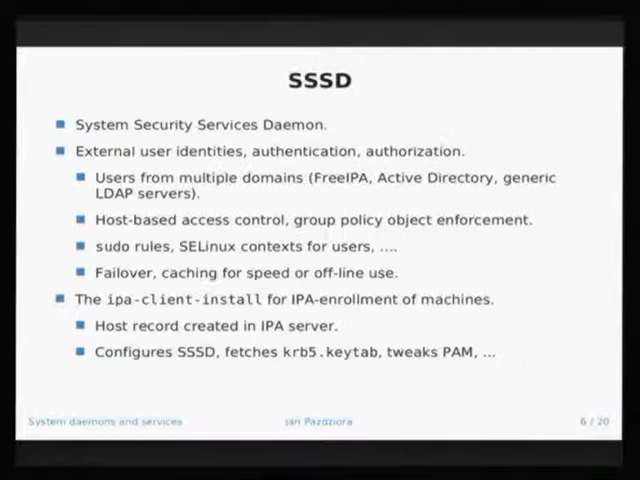 SSSD
System Security Services Daemon.
External user identities, authentication, authorization.
Users from multiple domains (FreeIPA, Active Directory, generic
LDAP servers).
Host-based access control, group policy object enforcement.
sudo rules, SELinux contexts for users, ....
Failover, caching for speed or off-line use.
The ipa-client-install for IPA-enrollment of machines.
Host record created in IPA server.
Configures SSSD, fetches krb5.keytab, tweaks PAM, ...
System daemons and services
Jan Pazdziora
6 / 20